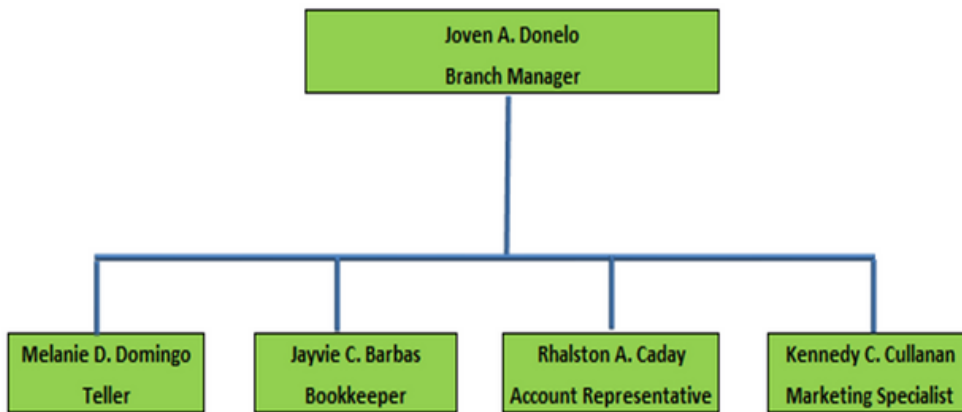 Joven A. Donelo
Branch Manager
Melanie D. Domingo
Teller
Jayvie C. Barbas
Bookkeeper
Rhalston A. Caday
Account Representative
Kennedy C. Cullanan
Marketing Specialist